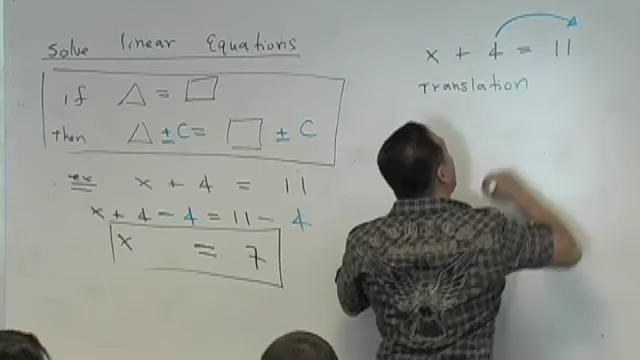 Solve linear Equations
if △ = □
then △ ± C = □ ± C
ex x + 4 = 11
x + 4 - 4 = 11 - 4
x = 7
x + 4 = 11
Translation